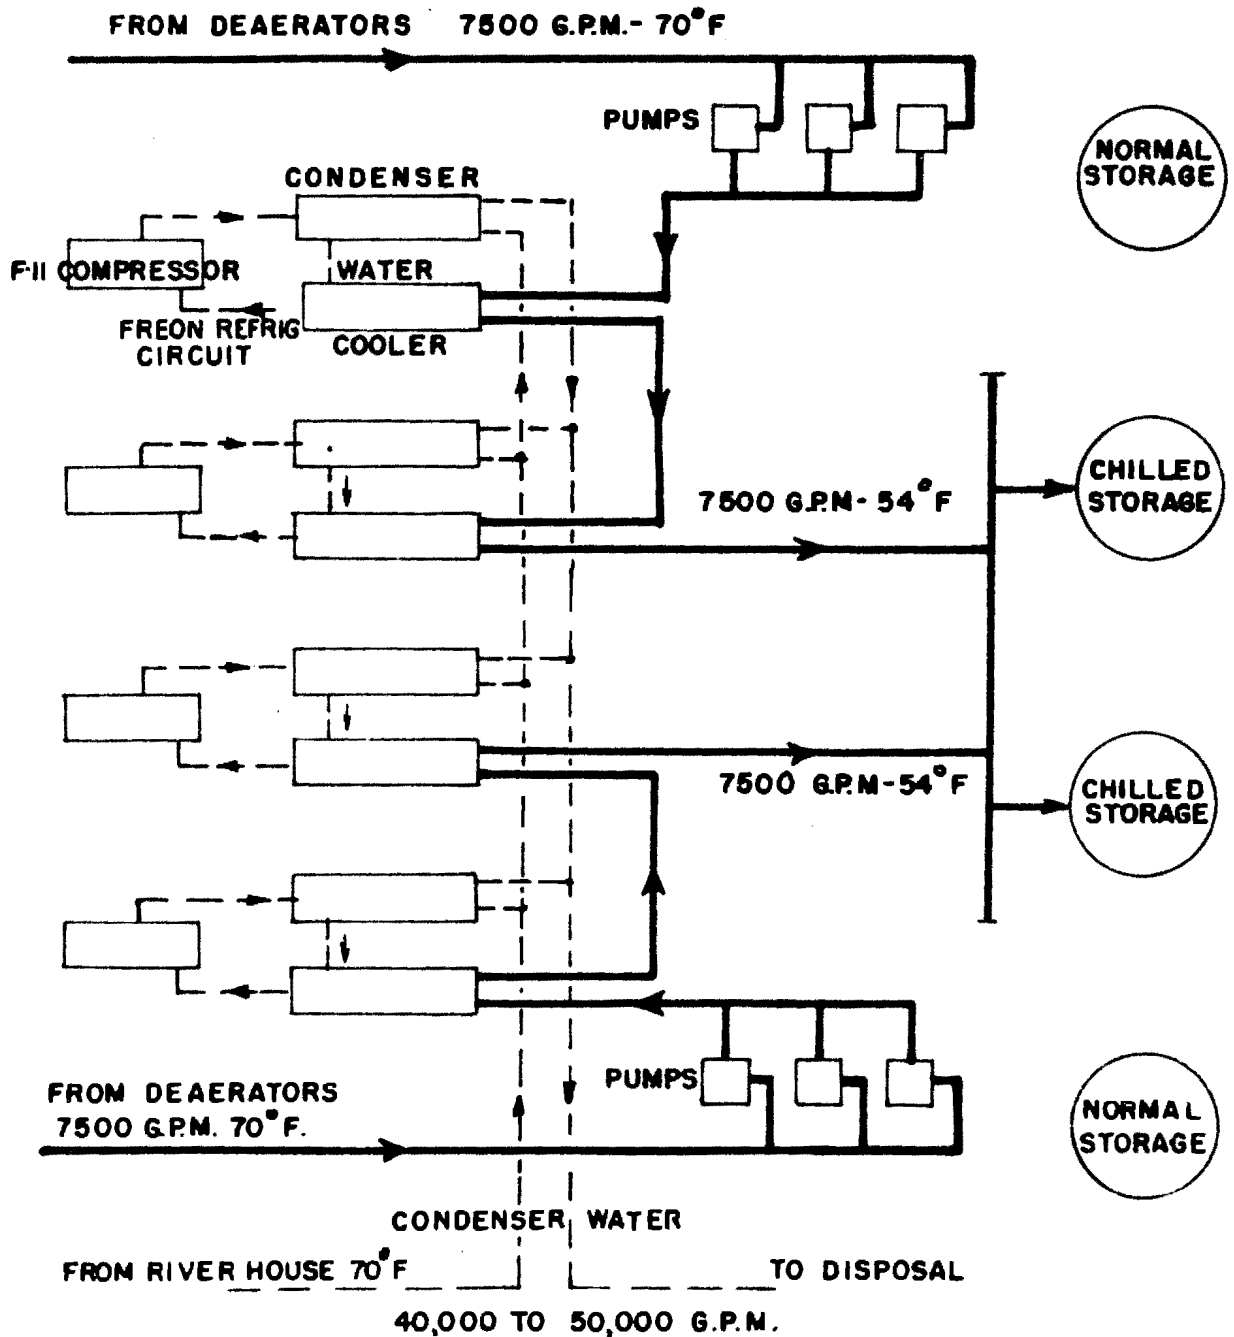 FROM DEAERATORS 7500 G.P.M.- 70°F
PUMPS
NORMAL
STORAGE
CONDENSER
F-11 COMPRESSOR
WATER
COOLER
FREON REFRIG
CIRCUIT
7500 G.P.M- 54°F
CHILLED
STORAGE
7500 G.P.M-54°F
CHILLED
STORAGE
FROM DEAERATORS
7500 G.P.M. 70°F.
PUMPS
NORMAL
STORAGE
CONDENSER WATER
FROM RIVER HOUSE 70°F
TO DISPOSAL
40,000 TO 50,000 G.P.M.